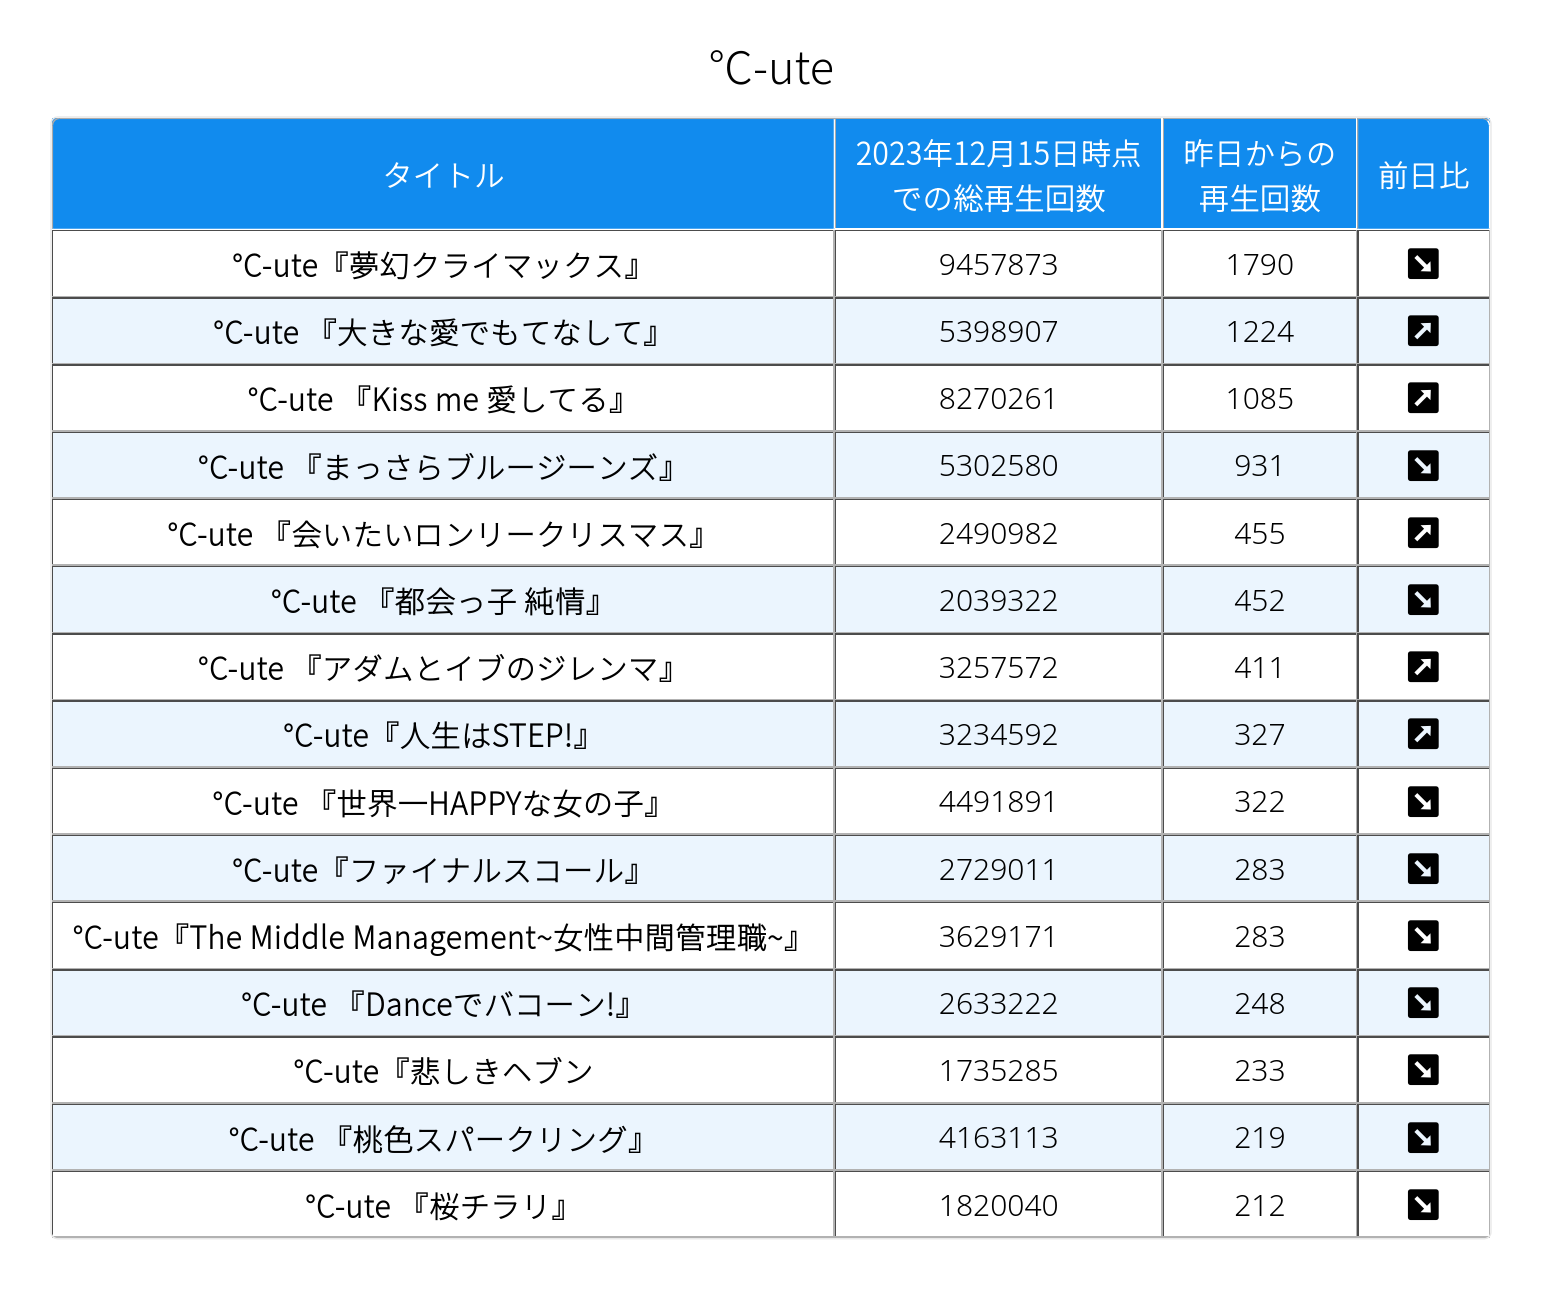 ℃-ute
タイトル
2023年12月15日時点
での総再生回数
昨日からの
再生回数
前日比
℃-ute『夢幻クライマックス』 9457873 1790
℃-ute 『大きな愛でもてなして』 5398907 1224
℃-ute 『Kiss me 愛してる』 8270261 1085
℃-ute 『まっさらブルージーンズ』 5302580 931
℃-ute 『会いたいロンリークリスマス』 2490982 455
℃-ute 『都会っ子 純情』 2039322 452
℃-ute 『アダムとイブのジレンマ』 3257572 411
℃-ute『人生はSTEP!』 3234592 327
℃-ute 『世界一HAPPYな女の子』 4491891 322
℃-ute『ファイナルスコール』 2729011 283
℃-ute『The Middle Management~女性中間管理職~』 3629171 283
℃-ute 『Danceでバコーン!』 2633222 248
℃-ute『悲しきヘブン 1735285 233
℃-ute 『桃色スパークリング』 4163113 219
℃-ute 『桜チラリ』 1820040 212